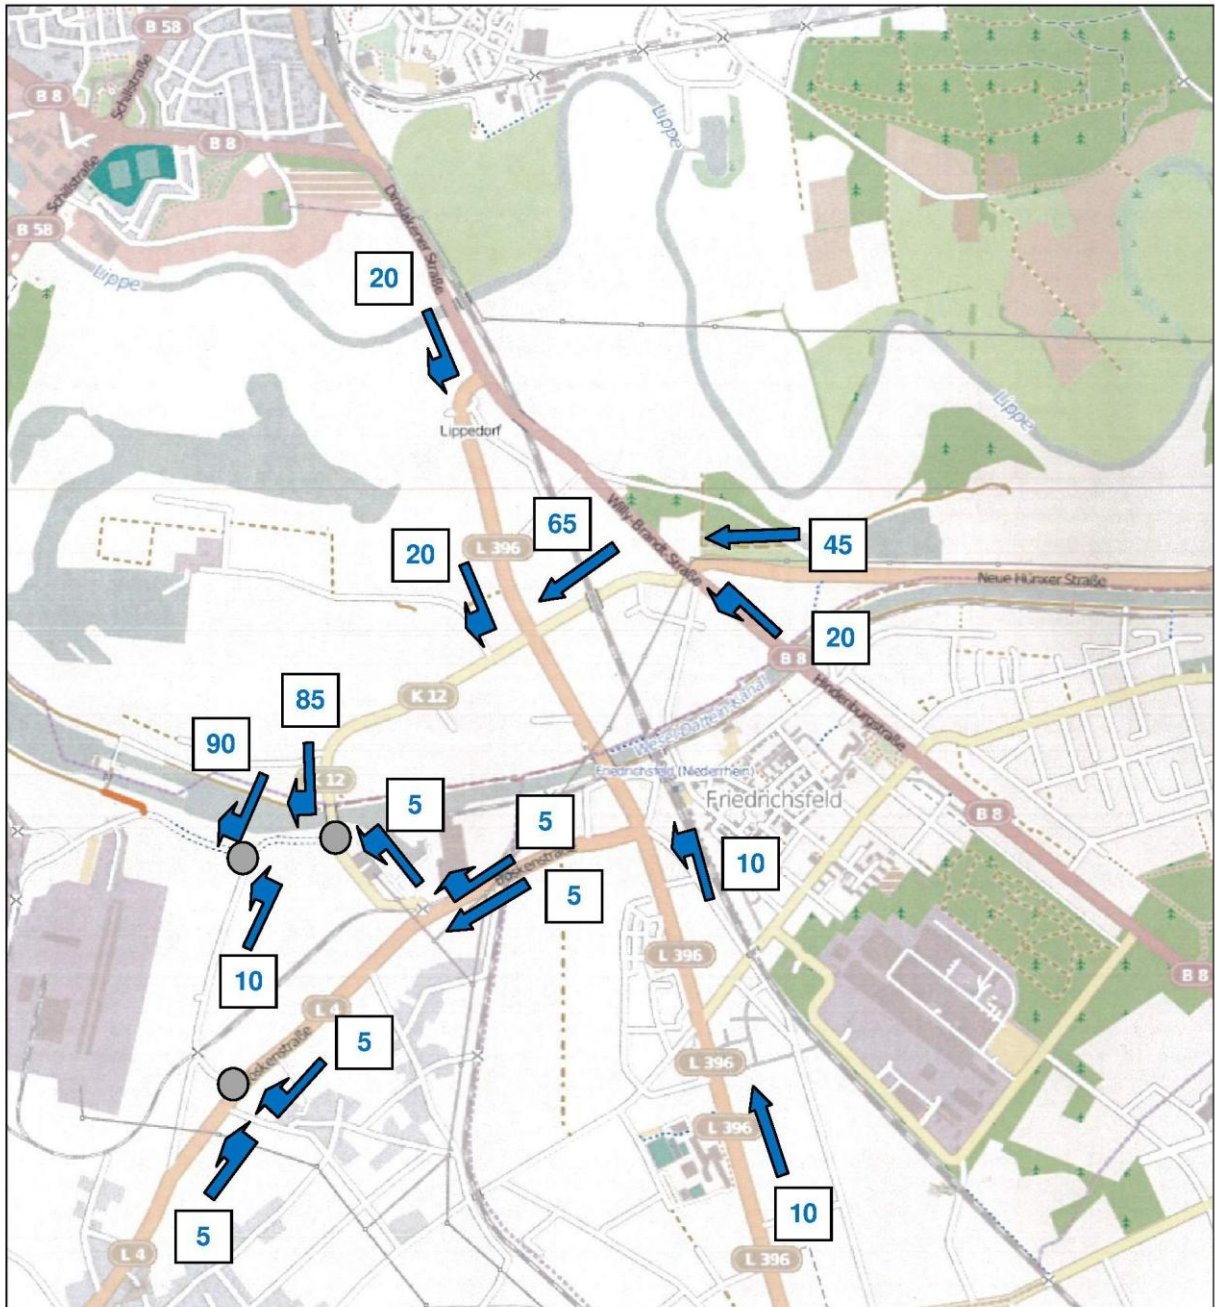 B 58
Schillstraße
B 8
B 8
Schillstraße
B 58
Lippe
Lippe
Dinslakener Straße
20
Lippe
Lippedorf
65
Willy-Brandt-Straße
20
L 396
45
Neue Hünxer Straße
20
B 8
K 12
85
Wesel-Datteln-Kanal
Hindenburgstraße
90
Friedrichsfeld (Niederrhein)
12
5
Friedrichsfeld
5
B 8
10
5
10
L 396
B 8
L 4
5
L 396
L 396
5
10
L 4
L 396